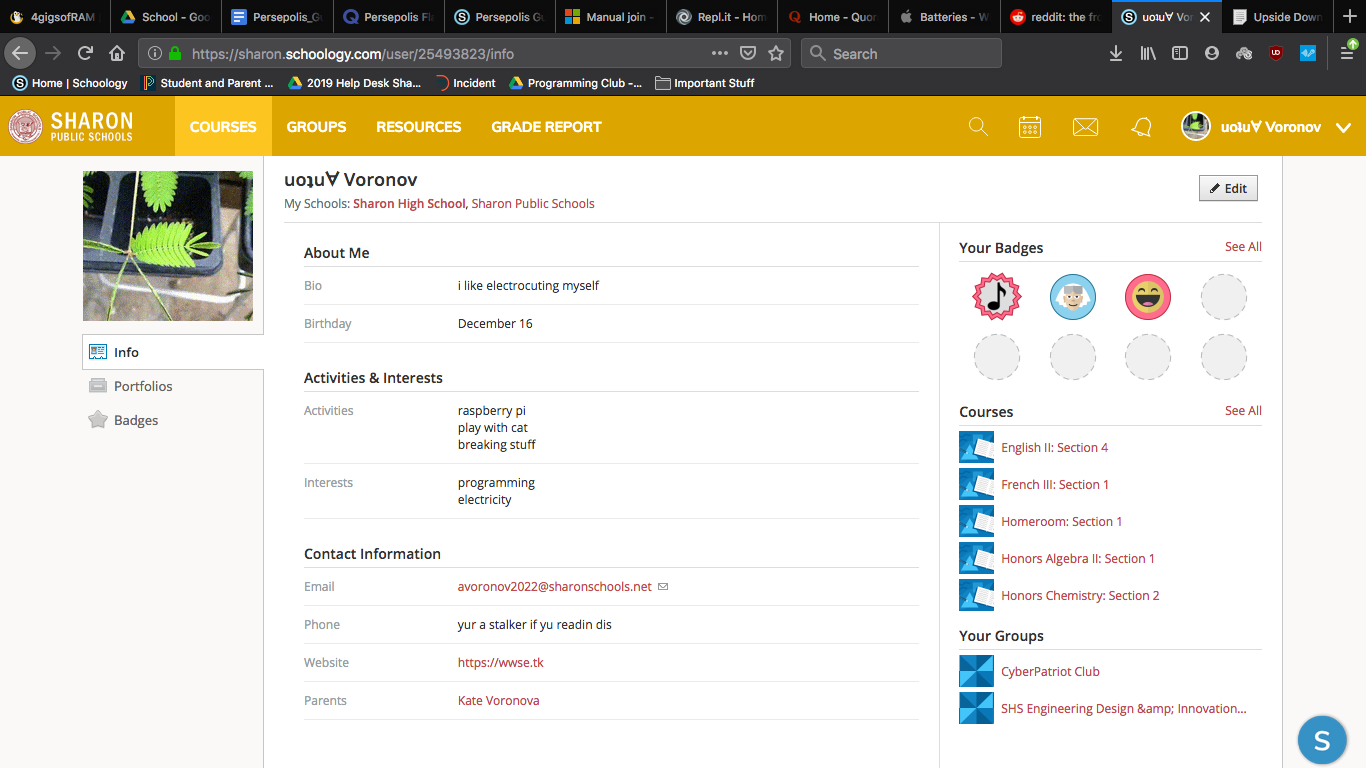 4gigsofRAM
School - Goo
Persepolis_Gu
Persepolis Fla
Persepolis Gu
Manual join -
Repl.it - Hom
Home - Quor
Batteries - W
reddit: the fro
uoʇu∀ Vor
Upside Down
https://sharon.schoology.com/user/25493823/info
Search
Home | Schoology
Student and Parent ...
2019 Help Desk Sha...
Incident
Programming Club -...
Important Stuff
SHARON
PUBLIC SCHOOLS
COURSES
GROUPS
RESOURCES
GRADE REPORT
uoʇu∀ Voronov
uoʇu∀ Voronov
Edit
My Schools: Sharon High School, Sharon Public Schools
Info
Portfolios
Badges
About Me
Bio i like electrocuting myself
Birthday December 16
Activities & Interests
Activities raspberry pi
play with cat
breaking stuff
Interests programming
electricity
Contact Information
Email avoronov2022@sharonschools.net
Phone yur a stalker if yu readin dis
Website https://wwse.tk
Parents Kate Voronova
Your Badges See All
Courses See All
English II: Section 4
French III: Section 1
Homeroom: Section 1
Honors Algebra II: Section 1
Honors Chemistry: Section 2
Your Groups
CyberPatriot Club
SHS Engineering Design &amp; Innovation...
S